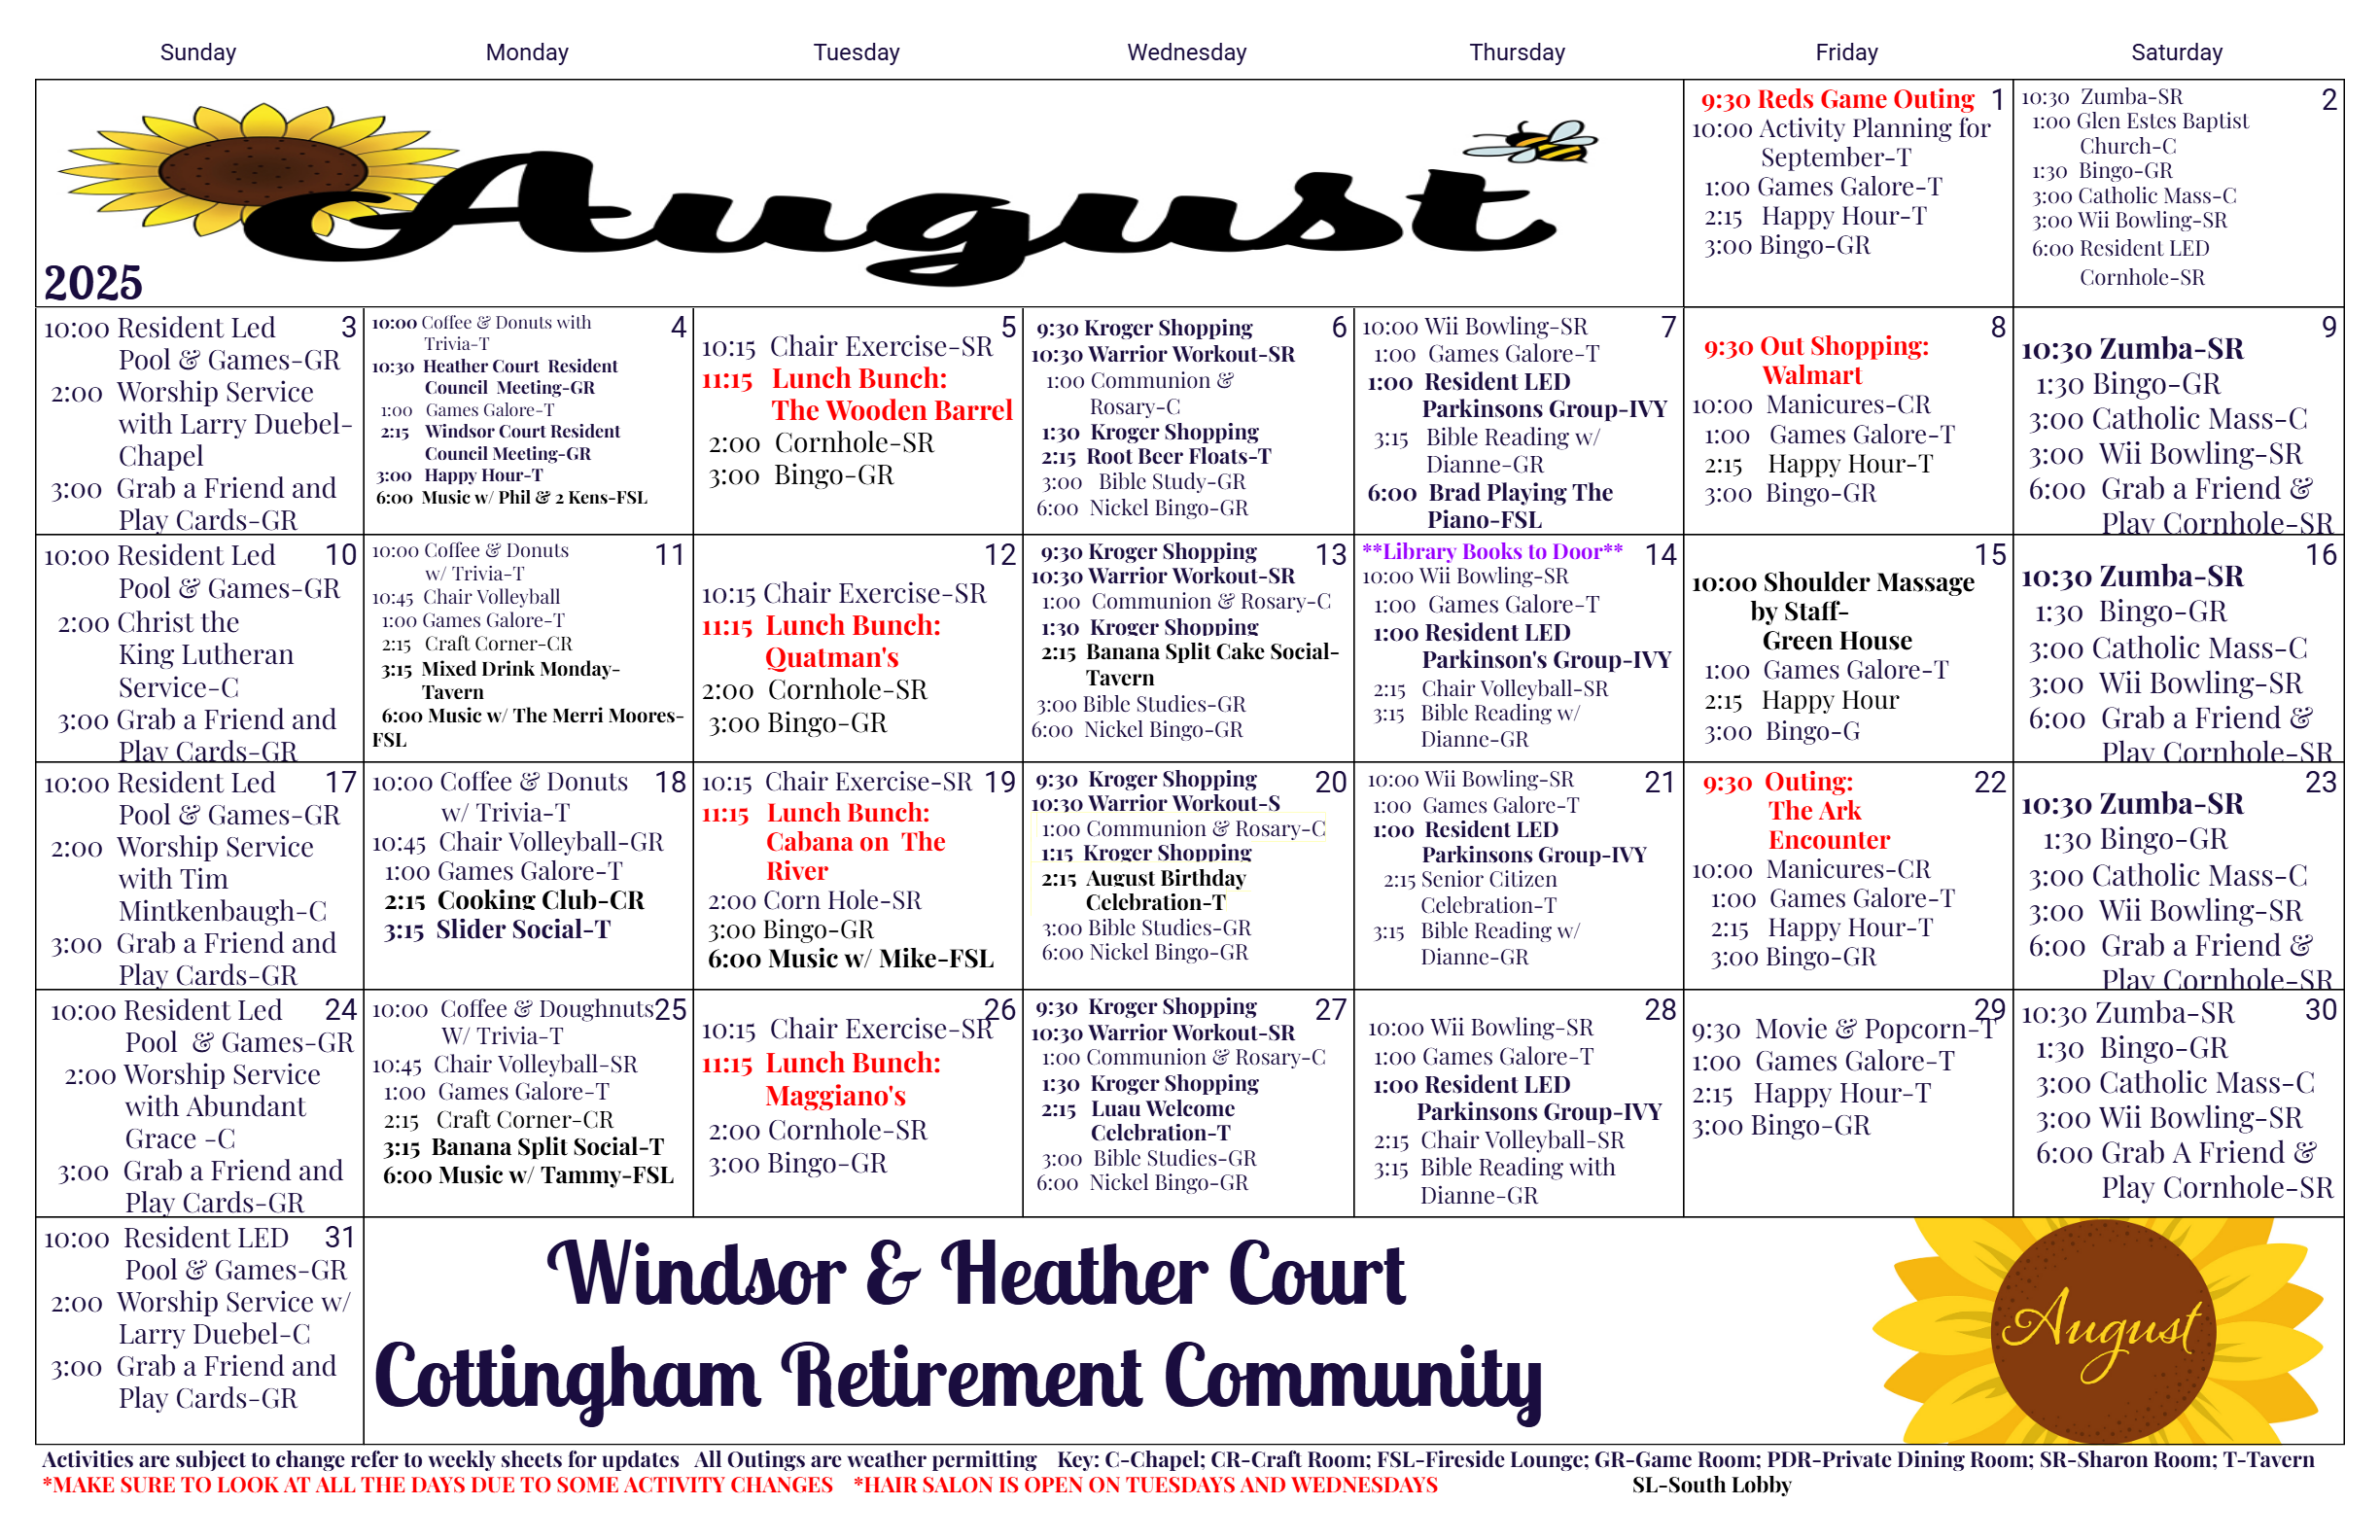 Sunday Monday Tuesday Wednesday Thursday Friday Saturday
August
2025
9:30 Reds Game Outing 1
10:00 Activity Planning for
September-T
1:00 Games Galore-T
2:15 Happy Hour-T
3:00 Bingo-GR
10:30 Zumba-SR 2
1:00 Glen Estes Baptist
Church-C
1:30 Bingo-GR
3:00 Catholic Mass-C
3:00 Wii Bowling-SR
6:00 Resident LED
Cornhole-SR
10:00 Resident Led 3
Pool & Games-GR
2:00 Worship Service
with Larry Duebel-
Chapel
3:00 Grab a Friend and
Play Cards-GR
10:00 Coffee & Donuts with 4
Trivia-T
10:30 Heather Court Resident
Council Meeting-GR
1:00 Games Galore-T
2:15 Windsor Court Resident
Council Meeting-GR
3:00 Happy Hour-T
6:00 Music w/ Phil & 2 Kens-FSL
5
10:15 Chair Exercise-SR
11:15 Lunch Bunch:
The Wooden Barrel
2:00 Cornhole-SR
3:00 Bingo-GR
9:30 Kroger Shopping 6
10:30 Warrior Workout-SR
1:00 Communion &
Rosary-C
1:30 Kroger Shopping
2:15 Root Beer Floats-T
3:00 Bible Study-GR
6:00 Nickel Bingo-GR
10:00 Wii Bowling-SR 7
1:00 Games Galore-T
1:00 Resident LED
Parkinsons Group-IVY
3:15 Bible Reading w/
Dianne-GR
6:00 Brad Playing The
Piano-FSL
8
9:30 Out Shopping:
Walmart
10:00 Manicures-CR
1:00 Games Galore-T
2:15 Happy Hour-T
3:00 Bingo-GR
9
10:30 Zumba-SR
1:30 Bingo-GR
3:00 Catholic Mass-C
3:00 Wii Bowling-SR
6:00 Grab a Friend &
Play Cornhole-SR
10:00 Resident Led 10
Pool & Games-GR
2:00 Christ the
King Lutheran
Service-C
3:00 Grab a Friend and
Play Cards-GR
10:00 Coffee & Donuts 11
w/ Trivia-T
10:45 Chair Volleyball
1:00 Games Galore-T
2:15 Craft Corner-CR
3:15 Mixed Drink Monday-
Tavern
6:00 Music w/ The Merri Moores-
FSL
12
10:15 Chair Exercise-SR
11:15 Lunch Bunch:
Quatman's
2:00 Cornhole-SR
3:00 Bingo-GR
9:30 Kroger Shopping 13
10:30 Warrior Workout-SR
1:00 Communion & Rosary-C
1:30 Kroger Shopping
2:15 Banana Split Cake Social-
Tavern
3:00 Bible Studies-GR
6:00 Nickel Bingo-GR
**Library Books to Door** 14
10:00 Wii Bowling-SR
1:00 Games Galore-T
1:00 Resident LED
Parkinson's Group-IVY
2:15 Chair Volleyball-SR
3:15 Bible Reading w/
Dianne-GR
15
10:00 Shoulder Massage
by Staff-
Green House
1:00 Games Galore-T
2:15 Happy Hour
3:00 Bingo-G
16
10:30 Zumba-SR
1:30 Bingo-GR
3:00 Catholic Mass-C
3:00 Wii Bowling-SR
6:00 Grab a Friend &
Play Cornhole-SR
10:00 Resident Led 17
Pool & Games-GR
2:00 Worship Service
with Tim
Mintkenbaugh-C
3:00 Grab a Friend and
Play Cards-GR
10:00 Coffee & Donuts 18
w/ Trivia-T
10:45 Chair Volleyball-GR
1:00 Games Galore-T
2:15 Cooking Club-CR
3:15 Slider Social-T
10:15 Chair Exercise-SR 19
11:15 Lunch Bunch:
Cabana on The
River
2:00 Corn Hole-SR
3:00 Bingo-GR
6:00 Music w/ Mike-FSL
9:30 Kroger Shopping 20
10:30 Warrior Workout-S
1:00 Communion & Rosary-C
1:15 Kroger Shopping
2:15 August Birthday
Celebration-T
3:00 Bible Studies-GR
6:00 Nickel Bingo-GR
10:00 Wii Bowling-SR 21
1:00 Games Galore-T
1:00 Resident LED
Parkinsons Group-IVY
2:15 Senior Citizen
Celebration-T
3:15 Bible Reading w/
Dianne-GR
9:30 Outing: 22
The Ark
Encounter
10:00 Manicures-CR
1:00 Games Galore-T
2:15 Happy Hour-T
3:00 Bingo-GR
23
10:30 Zumba-SR
1:30 Bingo-GR
3:00 Catholic Mass-C
3:00 Wii Bowling-SR
6:00 Grab a Friend &
Play Cornhole-SR
10:00 Resident Led 24
Pool & Games-GR
2:00 Worship Service
with Abundant
Grace -C
3:00 Grab a Friend and
Play Cards-GR
10:00 Coffee & Doughnuts 25
W/ Trivia-T
10:45 Chair Volleyball-SR
1:00 Games Galore-T
2:15 Craft Corner-CR
3:15 Banana Split Social-T
6:00 Music w/ Tammy-FSL
26
10:15 Chair Exercise-SR
11:15 Lunch Bunch:
Maggiano's
2:00 Cornhole-SR
3:00 Bingo-GR
9:30 Kroger Shopping 27
10:30 Warrior Workout-SR
1:00 Communion & Rosary-C
1:30 Kroger Shopping
2:15 Luau Welcome
Celebration-T
3:00 Bible Studies-GR
6:00 Nickel Bingo-GR
28
10:00 Wii Bowling-SR
1:00 Games Galore-T
1:00 Resident LED
Parkinsons Group-IVY
2:15 Chair Volleyball-SR
3:15 Bible Reading with
Dianne-GR
29
9:30 Movie & Popcorn-T
1:00 Games Galore-T
2:15 Happy Hour-T
3:00 Bingo-GR
10:30 Zumba-SR 30
1:30 Bingo-GR
3:00 Catholic Mass-C
3:00 Wii Bowling-SR
6:00 Grab A Friend &
Play Cornhole-SR
10:00 Resident LED 31
Pool & Games-GR
2:00 Worship Service w/
Larry Duebel-C
3:00 Grab a Friend and
Play Cards-GR
Windsor & Heather Court
Cottingham Retirement Community
August
Activities are subject to change refer to weekly sheets for updates All Outings are weather permitting Key: C-Chapel; CR-Craft Room; FSL-Fireside Lounge; GR-Game Room; PDR-Private Dining Room; SR-Sharon Room; T-Tavern
*MAKE SURE TO LOOK AT ALL THE DAYS DUE TO SOME ACTIVITY CHANGES *HAIR SALON IS OPEN ON TUESDAYS AND WEDNESDAYS SL-South Lobby